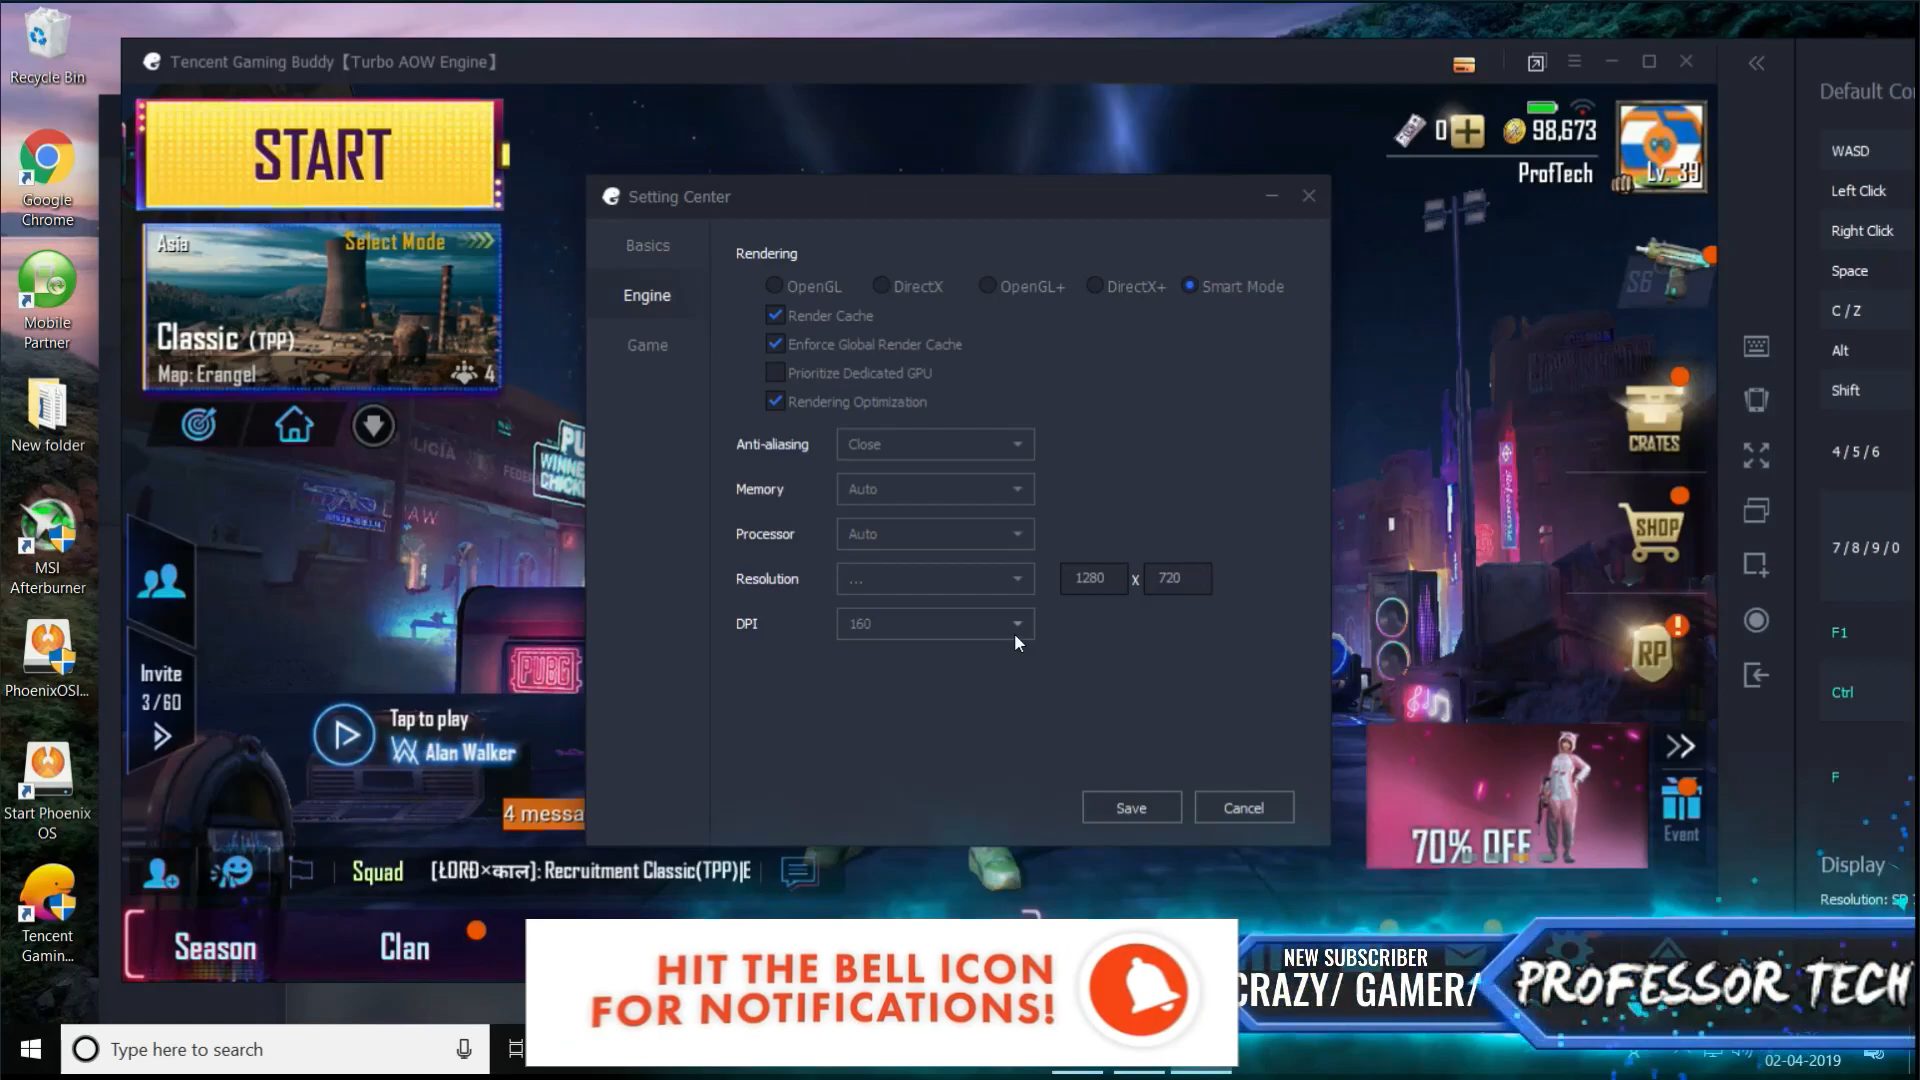 Recycle Bin
Google
Chrome
Mobile
Partner
New folder
MSI
Afterburner
PhoenixOSI...
Start Phoenix
OS
Tencent
Gamin...
Tencent Gaming Buddy【Turbo AOW Engine】
START
Asia
Select Mode
Classic (TPP)
Map: Erangel
4
0
98,673
ProfTech
Lv. 39
S6
Setting Center
Basics
Engine
Game
Rendering
OpenGL
DirectX
OpenGL+
DirectX+
Smart Mode
Render Cache
Enforce Global Render Cache
Prioritize Dedicated GPU
Rendering Optimization
Anti-aliasing
Close
Memory
Auto
Processor
Auto
Resolution
...
1280 x 720
DPI
160
Save
Cancel
CRATES
SHOP
RP
70% OFF
Event
Invite
3/60
Tap to play
Alan Walker
PUBG
4 messa
Squad
[ŁORĐ×काल]: Recruitment Classic(TPP)|E
Season
Clan
Default Co
WASD
Left Click
Right Click
Space
C / Z
Alt
Shift
4 / 5 / 6
7 / 8 / 9 / 0
F1
Ctrl
F
Display
Resolution:
HIT THE BELL ICON
FOR NOTIFICATIONS!
NEW SUBSCRIBER
CRAZY/ GAMER/
PROFESSOR TECH
Type here to search
02-04-2019